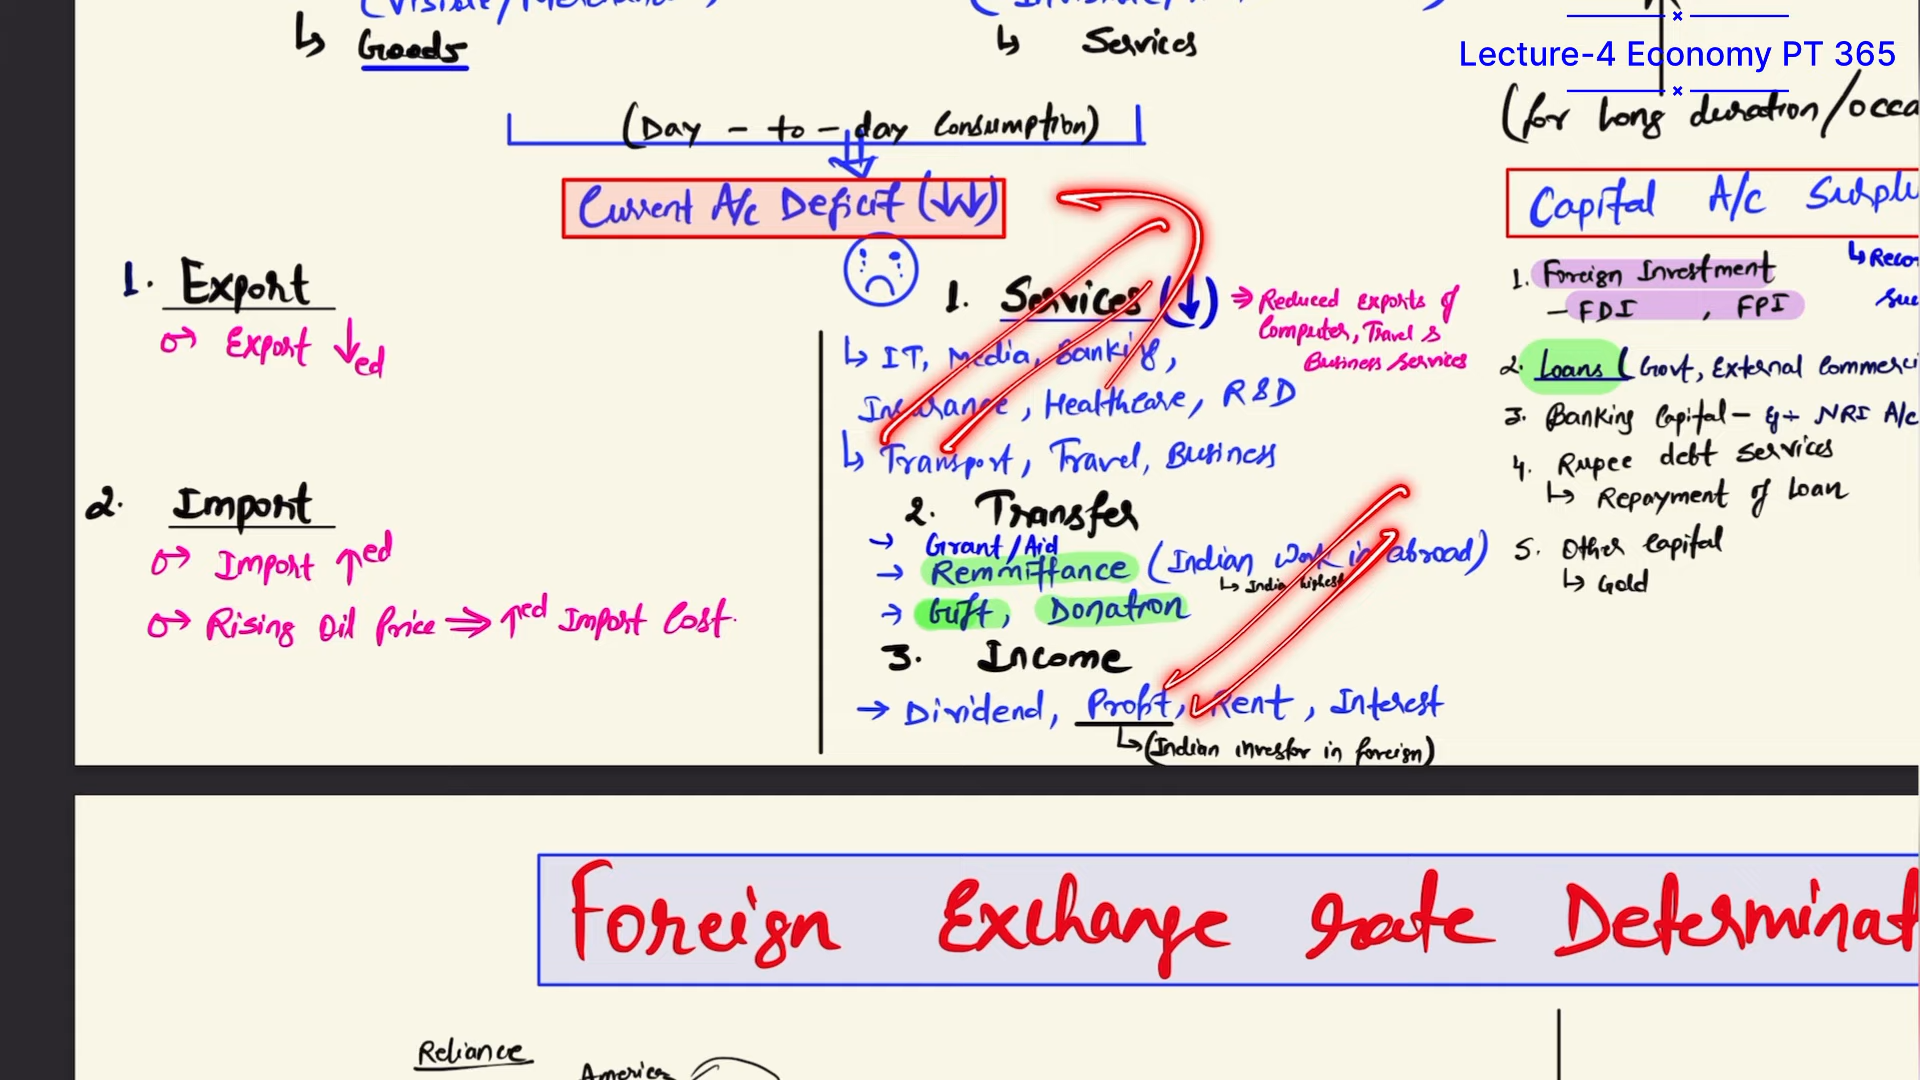 Lecture-4 Economy PT 365
↳ Goods
↳ Services
(Day - to - day Consumption)
(for long duration/
Current A/c Deficit (↓↓)
Capital A/c
1. Export
↦ Export ↓ed
2. Import
↦ Import ↑ed
↦ Rising Oil Price ⇒ ↑ed Import Cost.
1. Services (↓)
⇒ Reduced exports of
Computer, Travel &
Business Services
↳ IT, Media, Banking,
Insurance, Healthcare, R&D
↳ Transport, Travel, Business
2. Transfer
→ Grant/Aid
→ Remmittance (Indian work in abroad)
↳ India highest
→ Gift, Donation
3. Income
→ Dividend, Profit, Rent, Interest
↳ (Indian investor in foreign)
1. Foreign Investment
- FDI , FPI
2. Loans (Govt, External
3. Banking Capital - eg+ NRI A/c
4. Rupee debt services
↳ Repayment of loan
5. Other Capital
↳ Gold
Foreign Exchange rate
Reliance
America